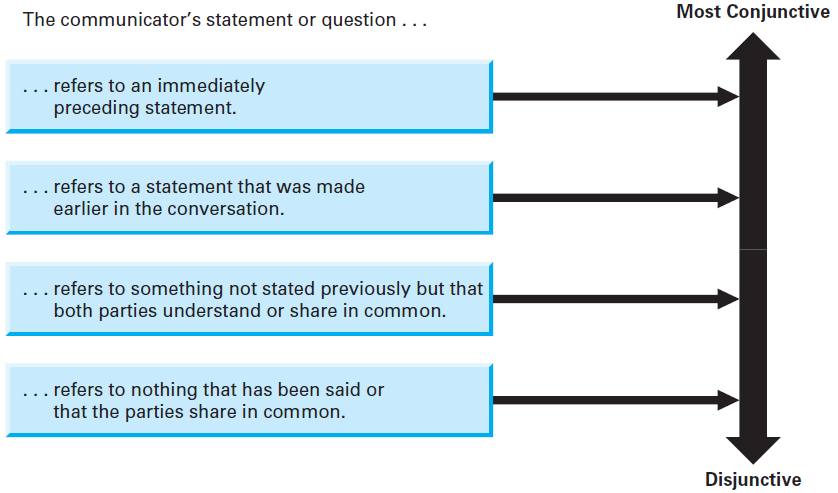 The communicator's statement or question . . .
Most Conjunctive
. . . refers to an immediately
preceding statement.
. . . refers to a statement that was made
earlier in the conversation.
. . . refers to something not stated previously but that
both parties understand or share in common.
. . . refers to nothing that has been said or
that the parties share in common.
Disjunctive